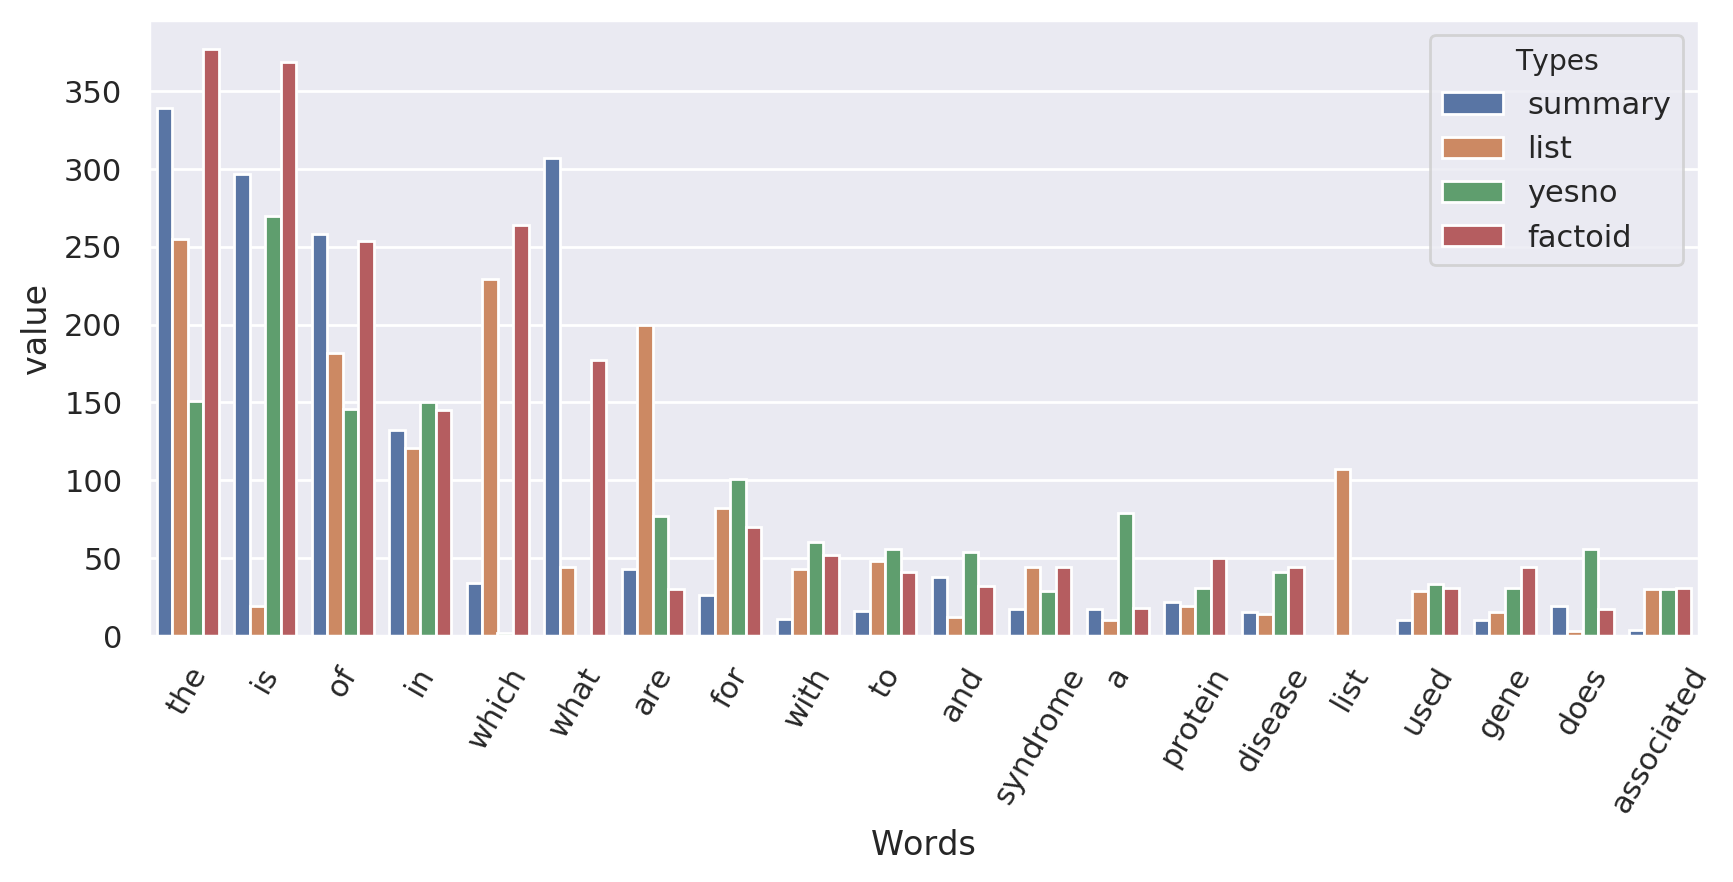 Types
summary
list
yesno
factoid
value
350
300
250
200
150
100
50
0
the
is
of
in
which
what
are
for
with
to
and
syndrome
a
protein
disease
list
used
gene
does
associated
Words